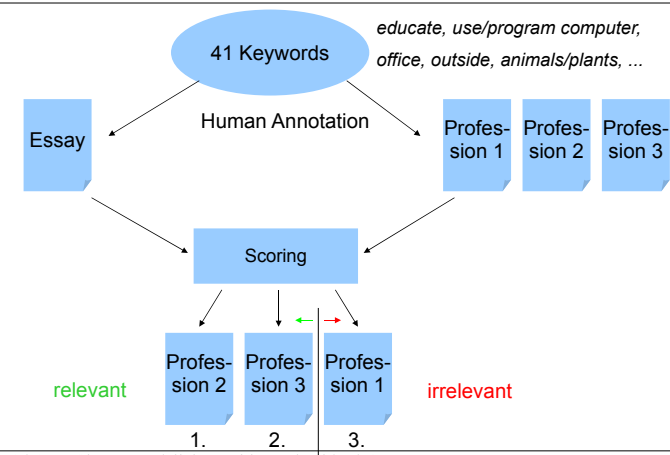 educate, use/program computer,
41 Keywords
office, outside, animals/plants, ...
Human Annotation
Essay
Profes-
sion 1
Profes-
sion 2
Profes-
sion 3
Scoring
Profes-
sion 2
Profes-
sion 3
Profes-
sion 1
relevant
irrelevant
1.
2.
3.